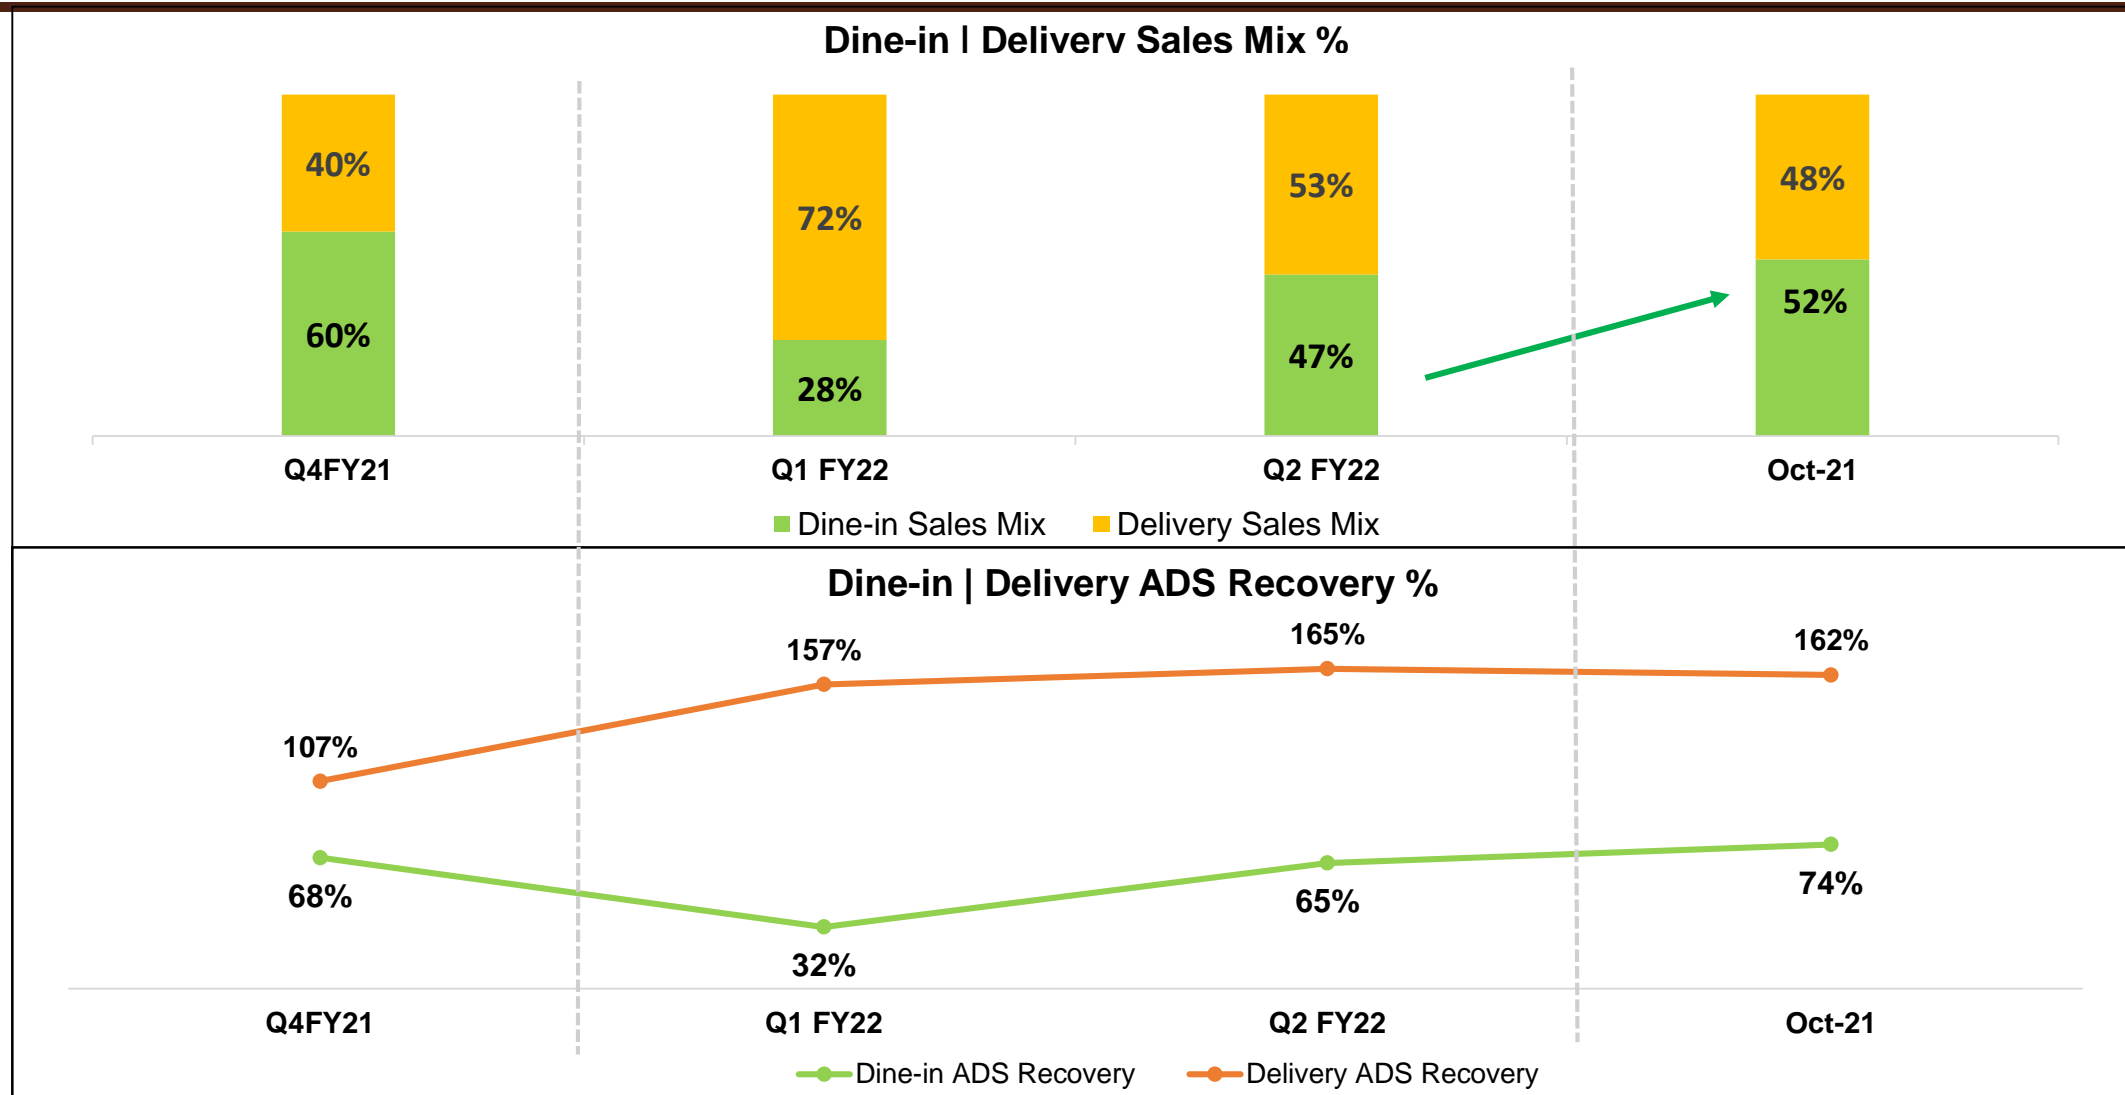 Dine-in | Delivery Sales Mix %
40%
72%
53%
48%
60%
28%
47%
52%
Q4FY21
Q1 FY22
Q2 FY22
Oct-21
Dine-in Sales Mix
Delivery Sales Mix
Dine-in | Delivery ADS Recovery %
107%
157%
165%
162%
68%
32%
65%
74%
Q4FY21
Q1 FY22
Q2 FY22
Oct-21
Dine-in ADS Recovery
Delivery ADS Recovery